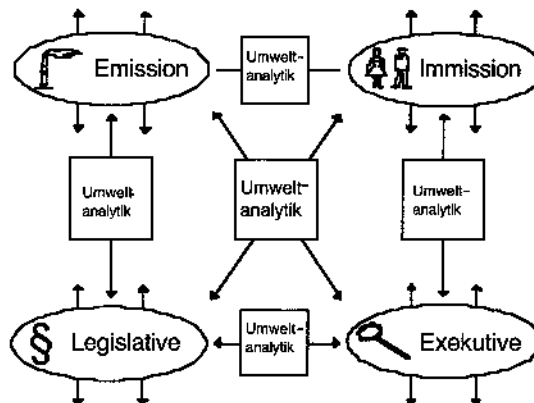 Emission
Umwelt-
analytik
Immission
Umwelt-
analytik
Umwelt-
analytik
Umwelt-
analytik
§ Legislative
Umwelt-
analytik
Exekutive